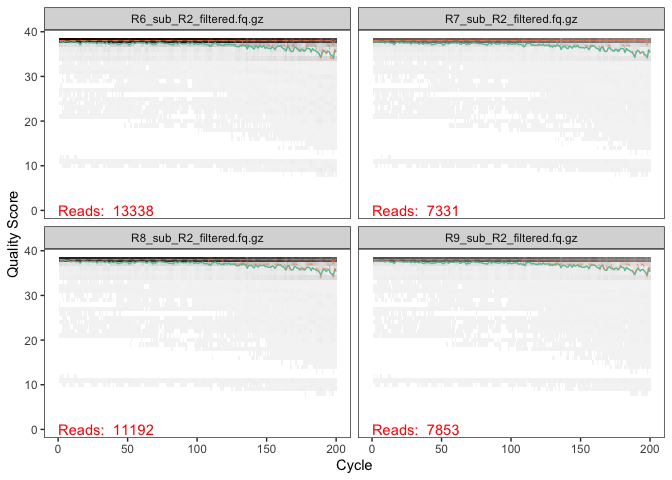 R6_sub_R2_filtered.fq.gz
R7_sub_R2_filtered.fq.gz
40
30
20
10
0
Reads: 13338
Reads: 7331
Quality Score
R8_sub_R2_filtered.fq.gz
R9_sub_R2_filtered.fq.gz
40
30
20
10
0
Reads: 11192
Reads: 7853
0 50 100 150 200 0 50 100 150 200
Cycle